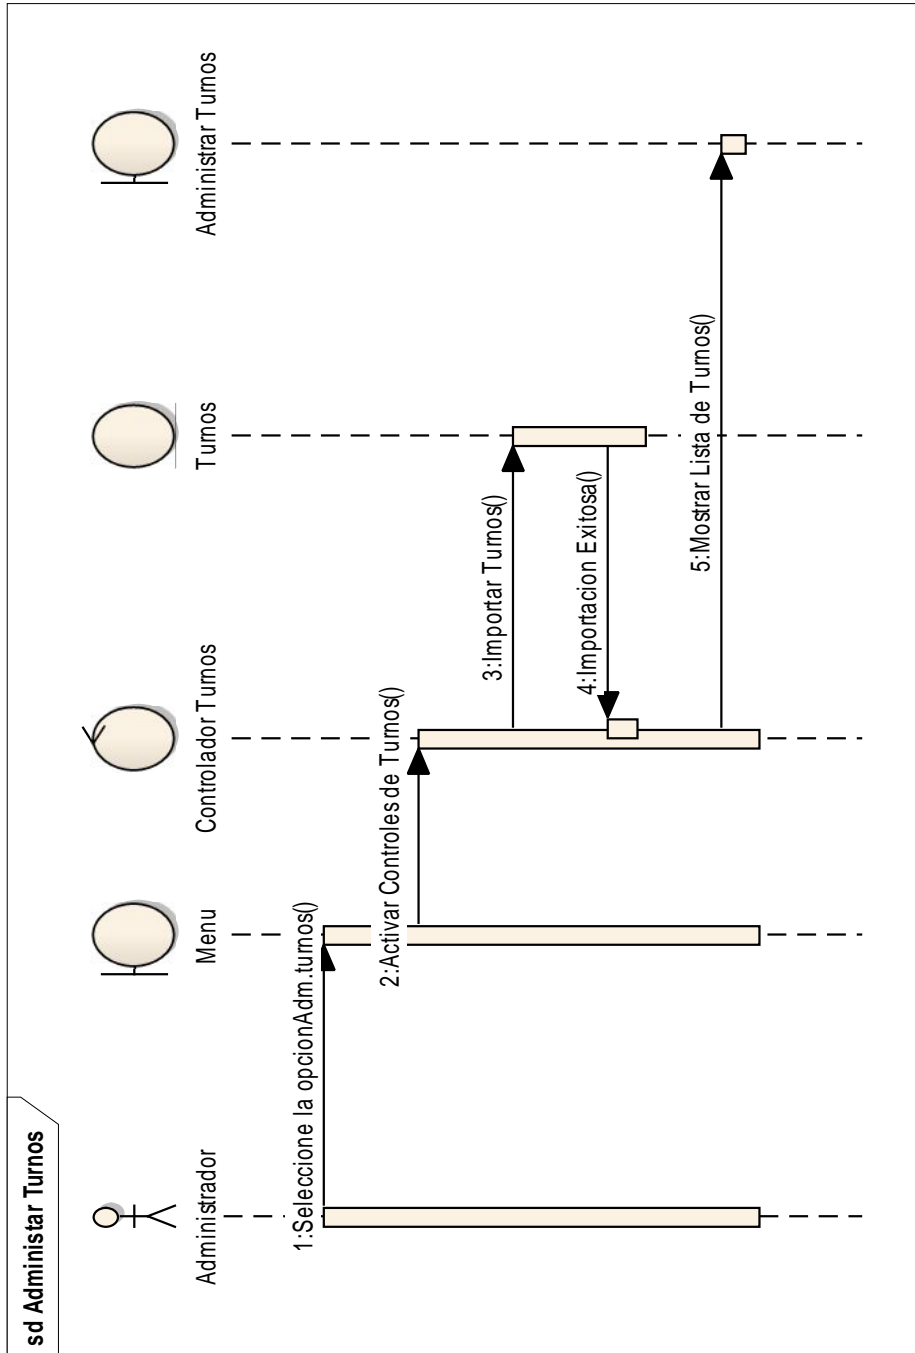 sd Administar Turnos
Administrador
Menu
Controlador Turnos
Turnos
Administrar Turnos
1:Seleccione la opcionAdm.turnos()
2:Activar Controles de Turnos()
3:Importar Turnos()
4:Importacion Exitosa()
5:Mostrar Lista de Turnos()